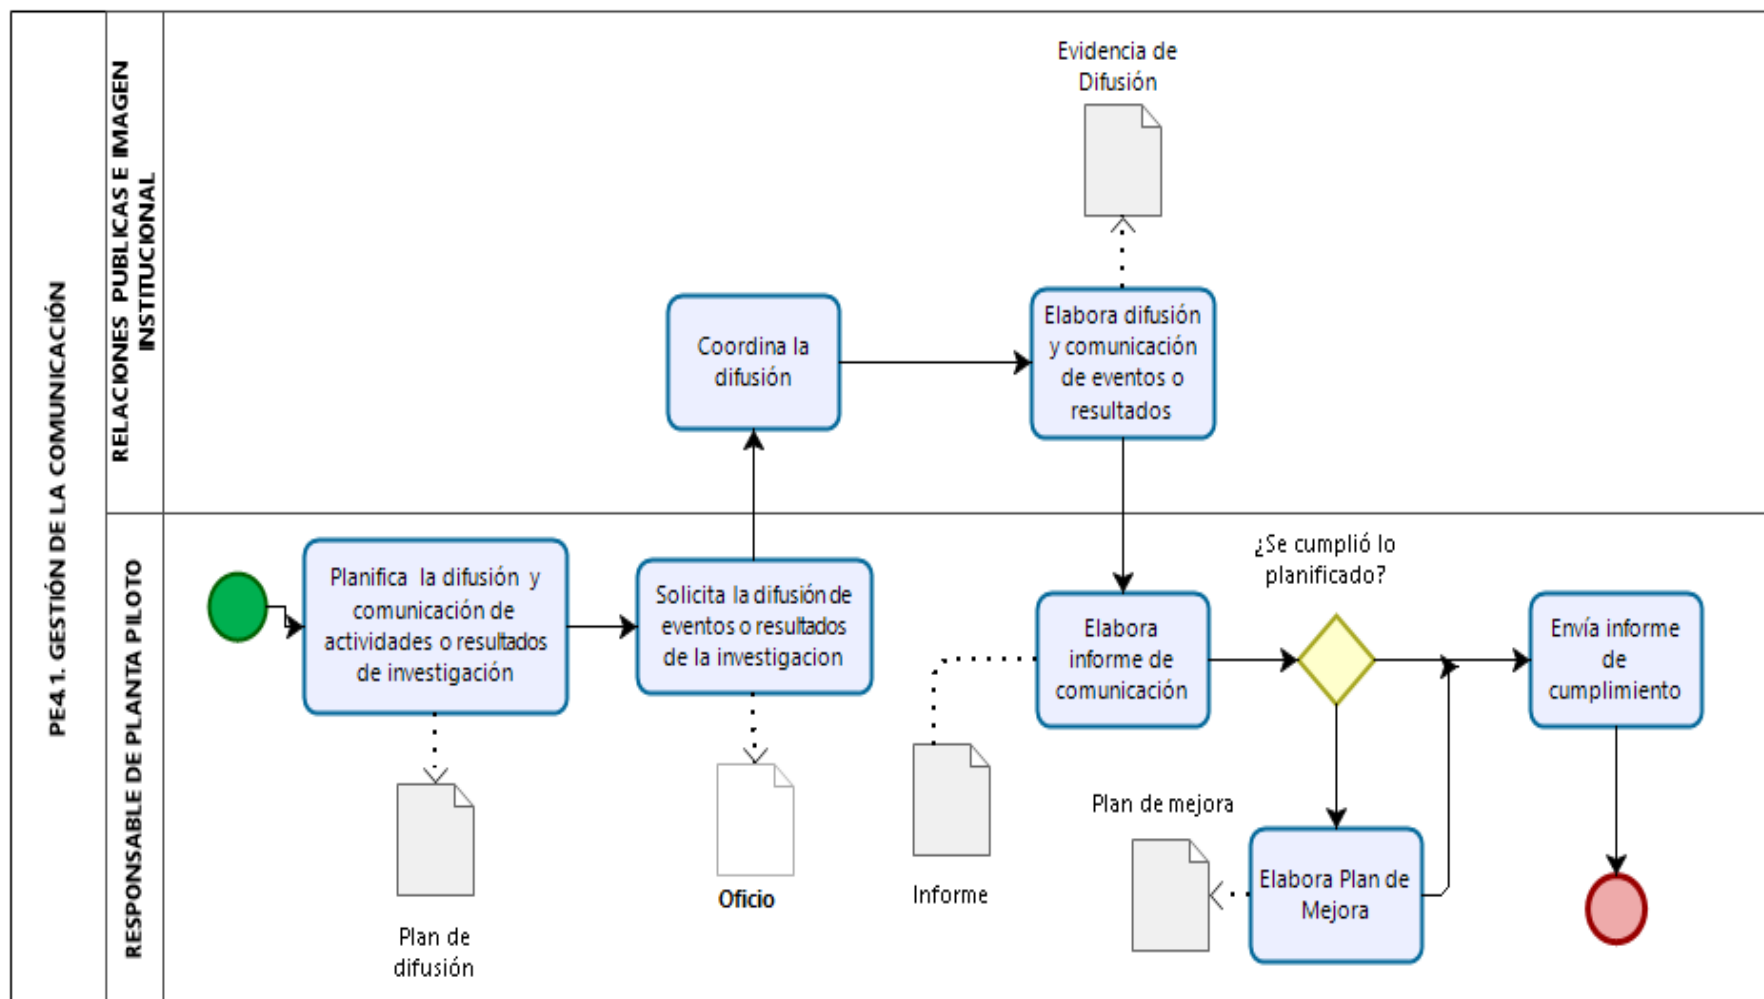 PE4.1. GESTIÓN DE LA COMUNICACIÓN
RELACIONES PUBLICAS E IMAGEN
INSTITUCIONAL
Evidencia de
Difusión
Coordina la
difusión
Elabora difusión
y comunicación
de eventos o
resultados
RESPONSABLE DE PLANTA PILOTO
Planifica la difusión y
comunicación de
actividades o resultados
de investigación
Plan de
difusión
Solicita la difusión de
eventos o resultados
de la investigacion
Oficio
Elabora
informe de
comunicación
Informe
¿Se cumplió lo
planificado?
Plan de mejora
Elabora Plan de
Mejora
Envía informe
de
cumplimiento